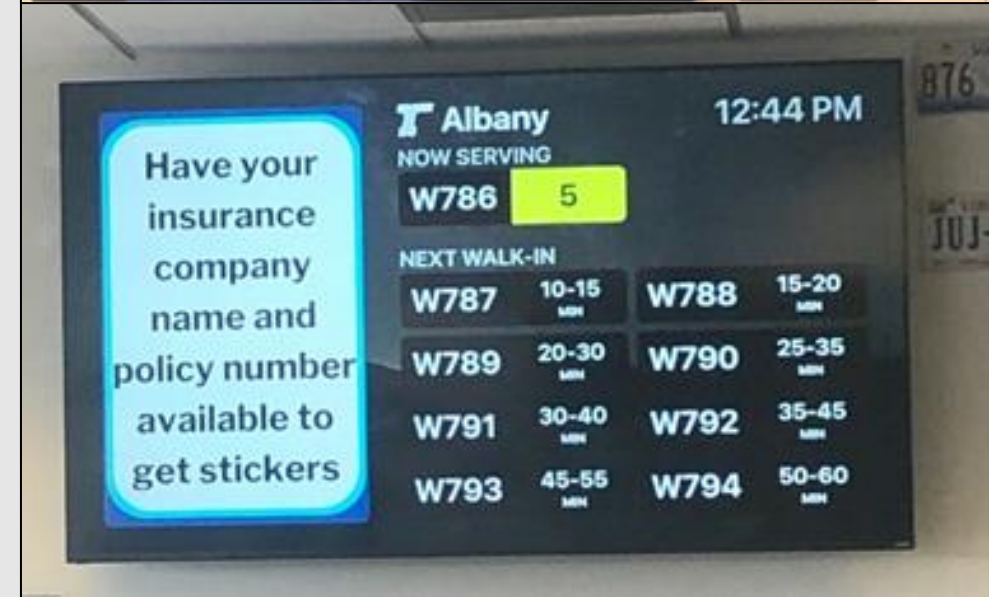 Have your
insurance
company
name and
policy number
available to
get stickers
Albany
12:44 PM
NOW SERVING
W786 5
NEXT WALK-IN
W787 10-15 MIN W788 15-20 MIN
W789 20-30 MIN W790 25-35 MIN
W791 30-40 MIN W792 35-45 MIN
W793 45-55 MIN W794 50-60 MIN
876
JUJ-